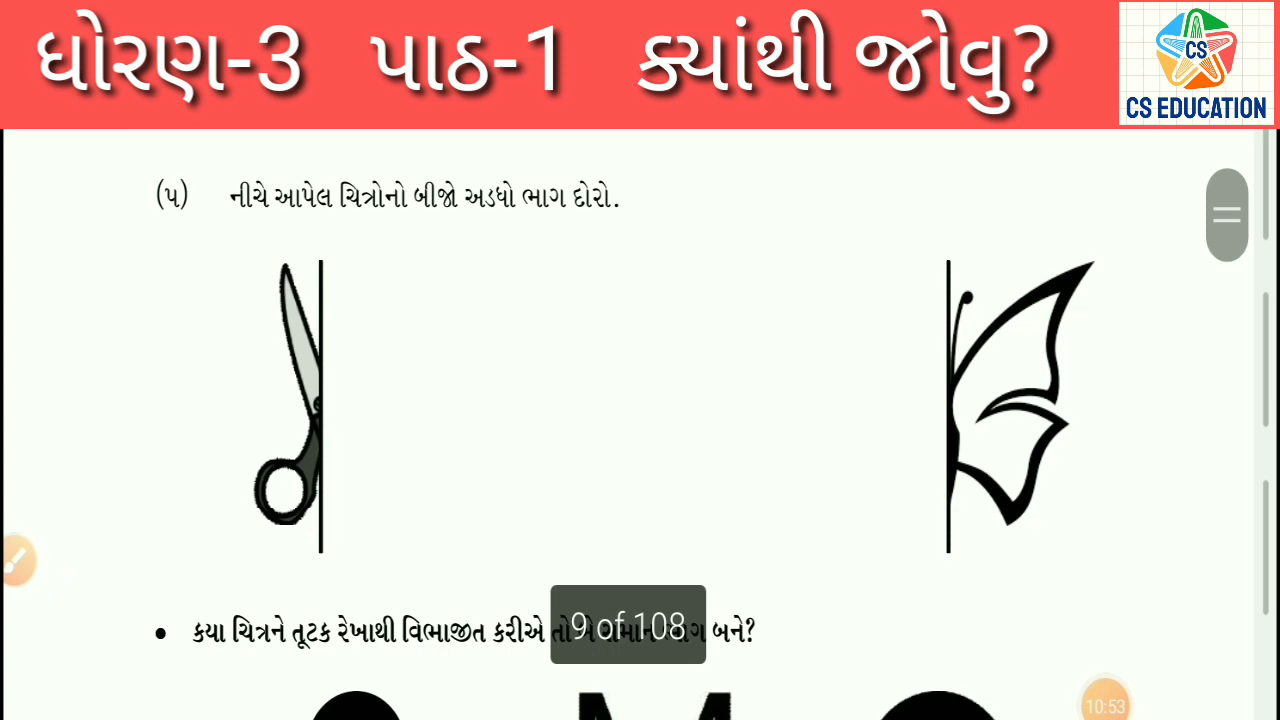 ધોરણ-3 પાઠ-1 ક્યાંથી જોવુ?
CS
CS EDUCATION
(૫) નીચે આપેલ ચિત્રોનો બીજો અડધો ભાગ દોરો.
• કયા ચિત્રને તૂટક રેખાથી વિભાજીત કરીએ બને?
9 of 108
10:53